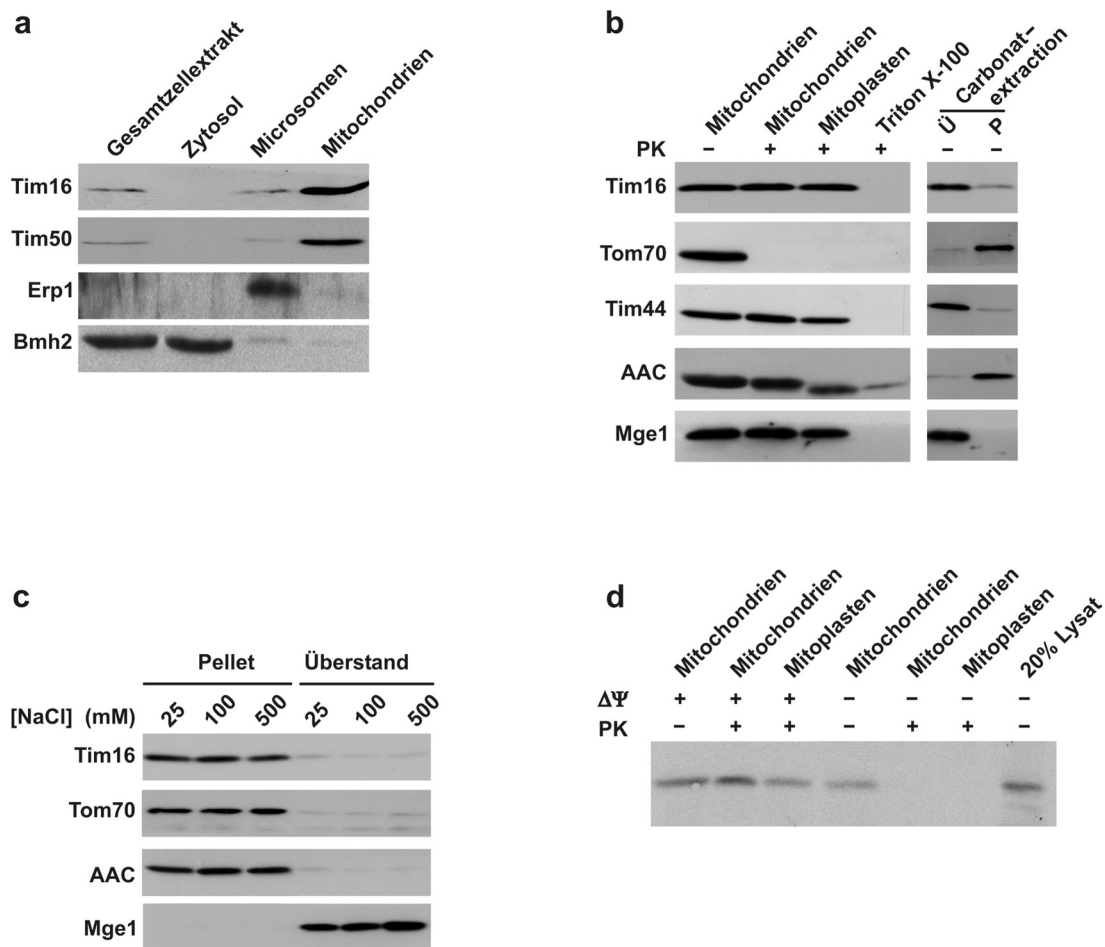 a
Gesamtzellextrakt
Zytosol
Microsomen
Mitochondrien
Tim16
Tim50
Erp1
Bmh2
b
Mitochondrien
Mitochondrien
Mitoplasten
Triton X-100
Carbonat–
extraction
Ü P
PK – + + + – –
Tim16
Tom70
Tim44
AAC
Mge1
c
Pellet Überstand
[NaCl] (mM) 25 100 500 25 100 500
Tim16
Tom70
AAC
Mge1
d
Mitochondrien
Mitochondrien
Mitoplasten
Mitochondrien
Mitochondrien
Mitoplasten
20% Lysat
ΔΨ + + + – – – –
PK – + + – + + –